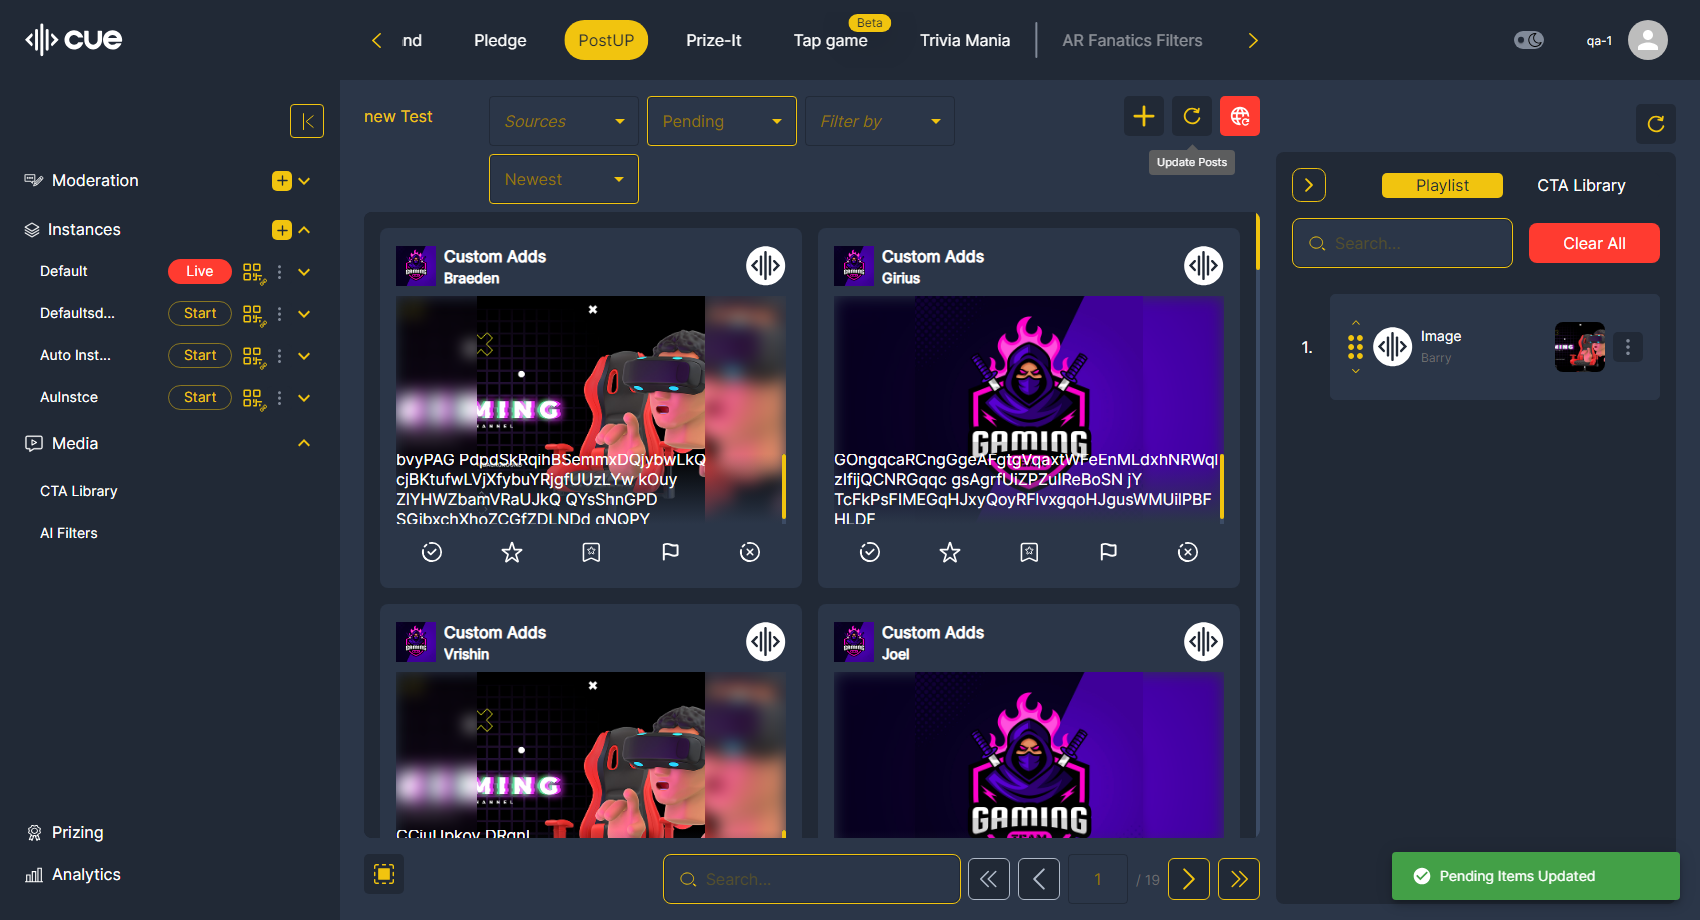 cue
nd
Pledge
PostUP
Prize-It
Beta
Tap game
Trivia Mania
AR Fanatics Filters
qa-1
new Test
Sources
Pending
Filter by
Newest
Update Posts
Moderation
Instances
Default
Live
Defaultsd...
Start
Auto Inst...
Start
AuInstce
Start
Media
CTA Library
AI Filters
Prizing
Analytics
Custom Adds
Braeden
MING
bvyPAG PdpdSkRqihBSemmxDQjybwLkQ
cjBKtufwLVjXfybuYRjgfUUzLYw kOuy
ZIYHWZbamVRaUJkQ QYsShnGPD
SGibxchXhoZCGfZDLNDd gNQPY
Custom Adds
Girius
GAMING
GOngqcaRCngGgeAFgtgVqaxtWFeEnMLdxhNRWql
zIfijQCNRGqqc gsAgrfUiZPZuIReBoSN jY
TcFkPsFIMEGqHJxyQoyRFlvxgqoHJgusWMUilPBF
HLDF
Custom Adds
Vrishin
MING
CCiuUpkov DRgnL
Custom Adds
Joel
GAMING
TEAM
Search...
1
/ 19
Playlist
CTA Library
Search...
Clear All
1.
Image
Barry
Pending Items Updated